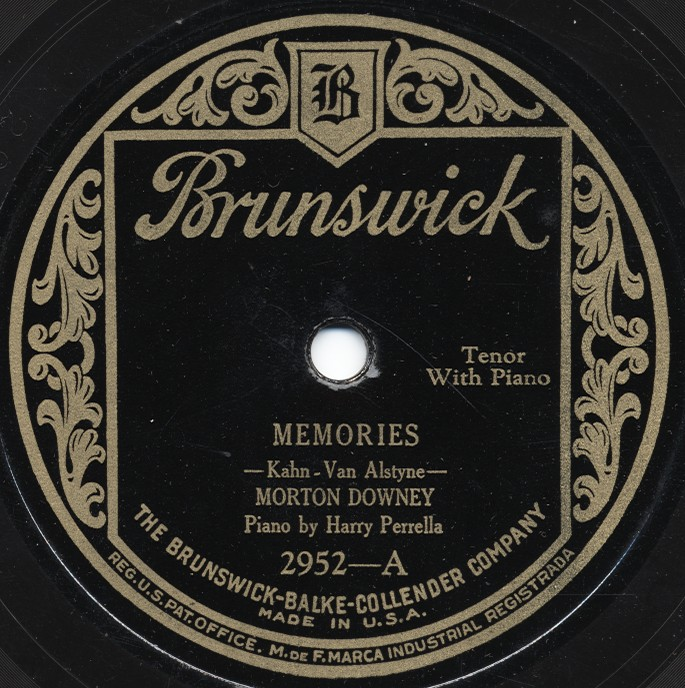 B
Brunswick
Tenor
With Piano
MEMORIES
—Kahn-Van Alstyne—
MORTON DOWNEY
Piano by Harry Perrella
2952—A
THE BRUNSWICK-BALKE-COLLENDER COMPANY
MADE IN U.S.A.
REG. U.S. PAT. OFFICE. M. DE F. MARCA INDUSTRIAL REGISTRADA